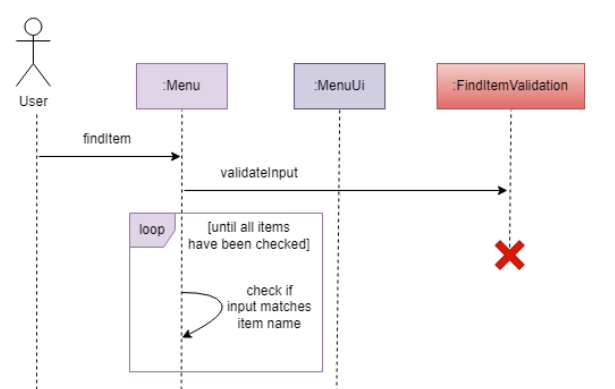 User
:Menu
:MenuUi
:FindItemValidation
findItem
validateInput
loop
[until all items
have been checked]
check if
input matches
item name